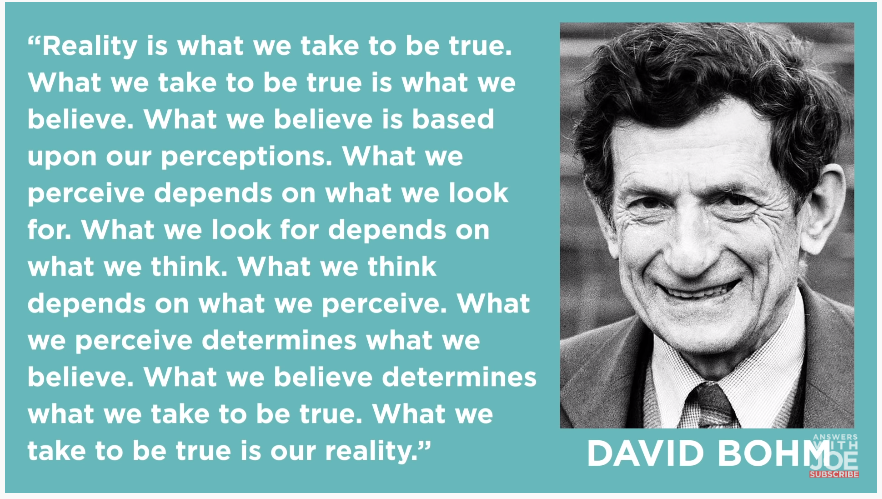 “Reality is what we take to be true.
What we take to be true is what we
believe. What we believe is based
upon our perceptions. What we
perceive depends on what we look
for. What we look for depends on
what we think. What we think
depends on what we perceive. What
we perceive determines what we
believe. What we believe determines
what we take to be true. What we
take to be true is our reality.”
DAVID BOHM
ANSWERS
WITH
JOE
SUBSCRIBE